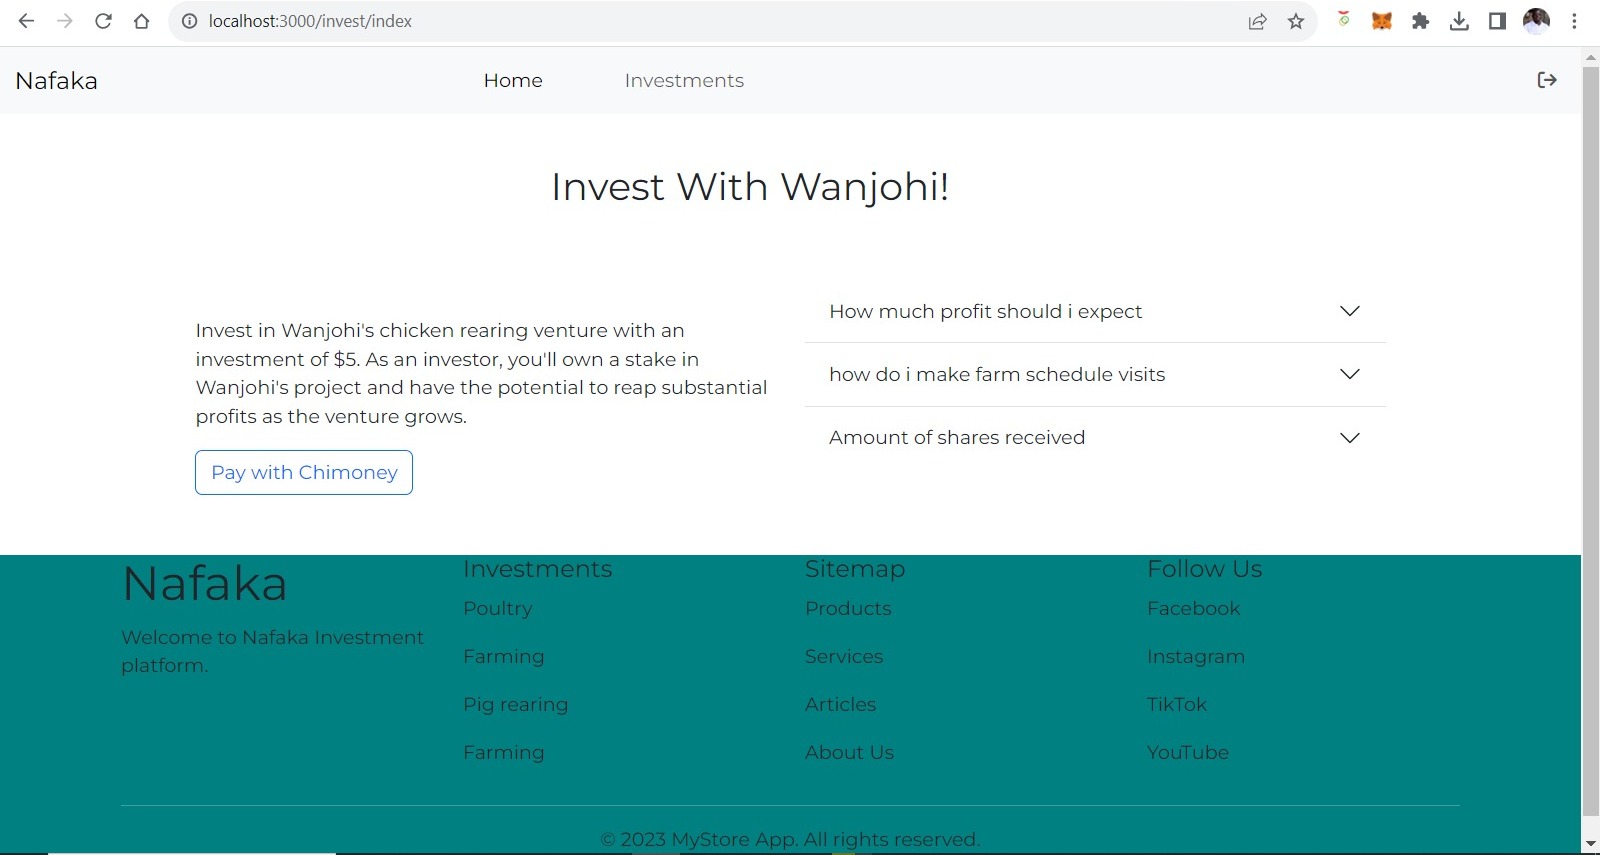 localhost:3000/invest/index
Nafaka
Home
Investments
Invest With Wanjohi!
Invest in Wanjohi's chicken rearing venture with an
investment of $5. As an investor, you'll own a stake in
Wanjohi's project and have the potential to reap substantial
profits as the venture grows.
Pay with Chimoney
How much profit should i expect
how do i make farm schedule visits
Amount of shares received
Nafaka
Welcome to Nafaka Investment
platform.
Investments
Poultry
Farming
Pig rearing
Farming
Sitemap
Products
Services
Articles
About Us
Follow Us
Facebook
Instagram
TikTok
YouTube
© 2023 MyStore App. All rights reserved.